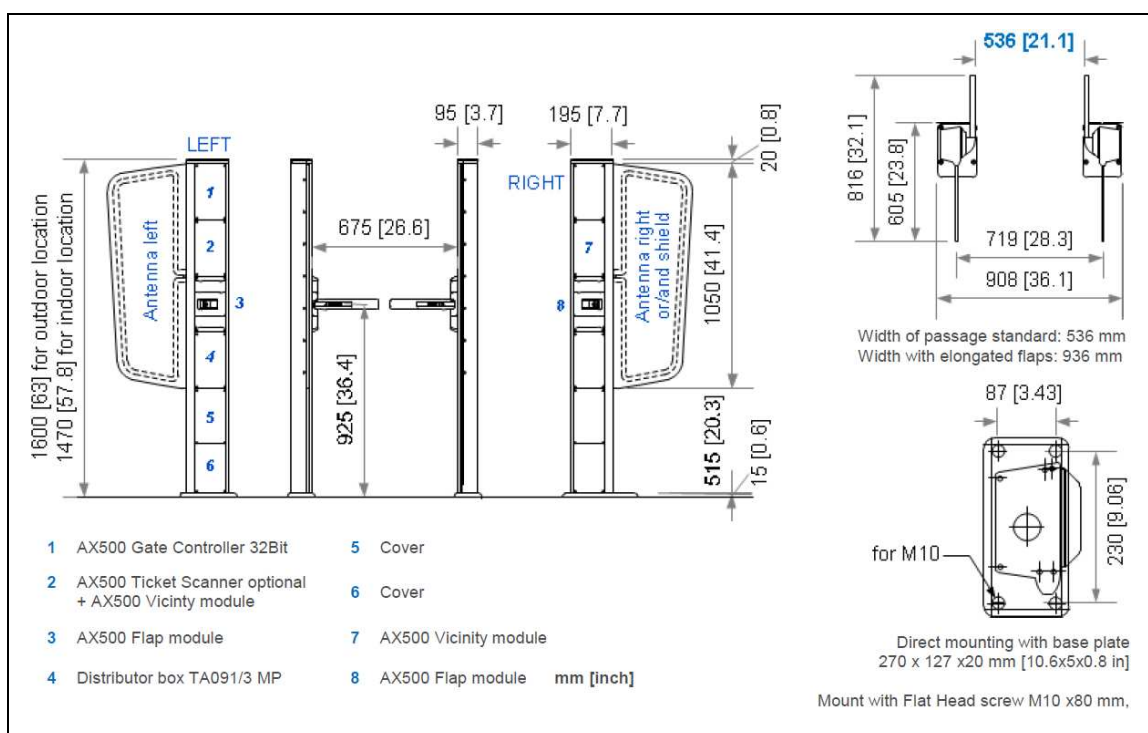 LEFT
95 [3.7]
195 [7.7]
20 [0.8]
RIGHT
1600 [63] for outdoor location
1470 [57.8] for indoor location
Antenna left
1
2
3
4
5
6
675 [26.6]
925 [36.4]
7
8
Antenna right
or/and shield
1050 [41.4]
515 [20.3]
15 [0.6]
536 [21.1]
816 [32.1]
605 [23.8]
719 [28.3]
908 [36.1]
Width of passage standard: 536 mm
Width with elongated flaps: 936 mm
87 [3.43]
230 [9.06]
for M10
Direct mounting with base plate
270 x 127 x20 mm [10.6x5x0.8 in]
Mount with Flat Head screw M10 x80 mm,
1 AX500 Gate Controller 32Bit
2 AX500 Ticket Scanner optional
+ AX500 Vicinty module
3 AX500 Flap module
4 Distributor box TA091/3 MP
5 Cover
6 Cover
7 AX500 Vicinity module
8 AX500 Flap module mm [inch]